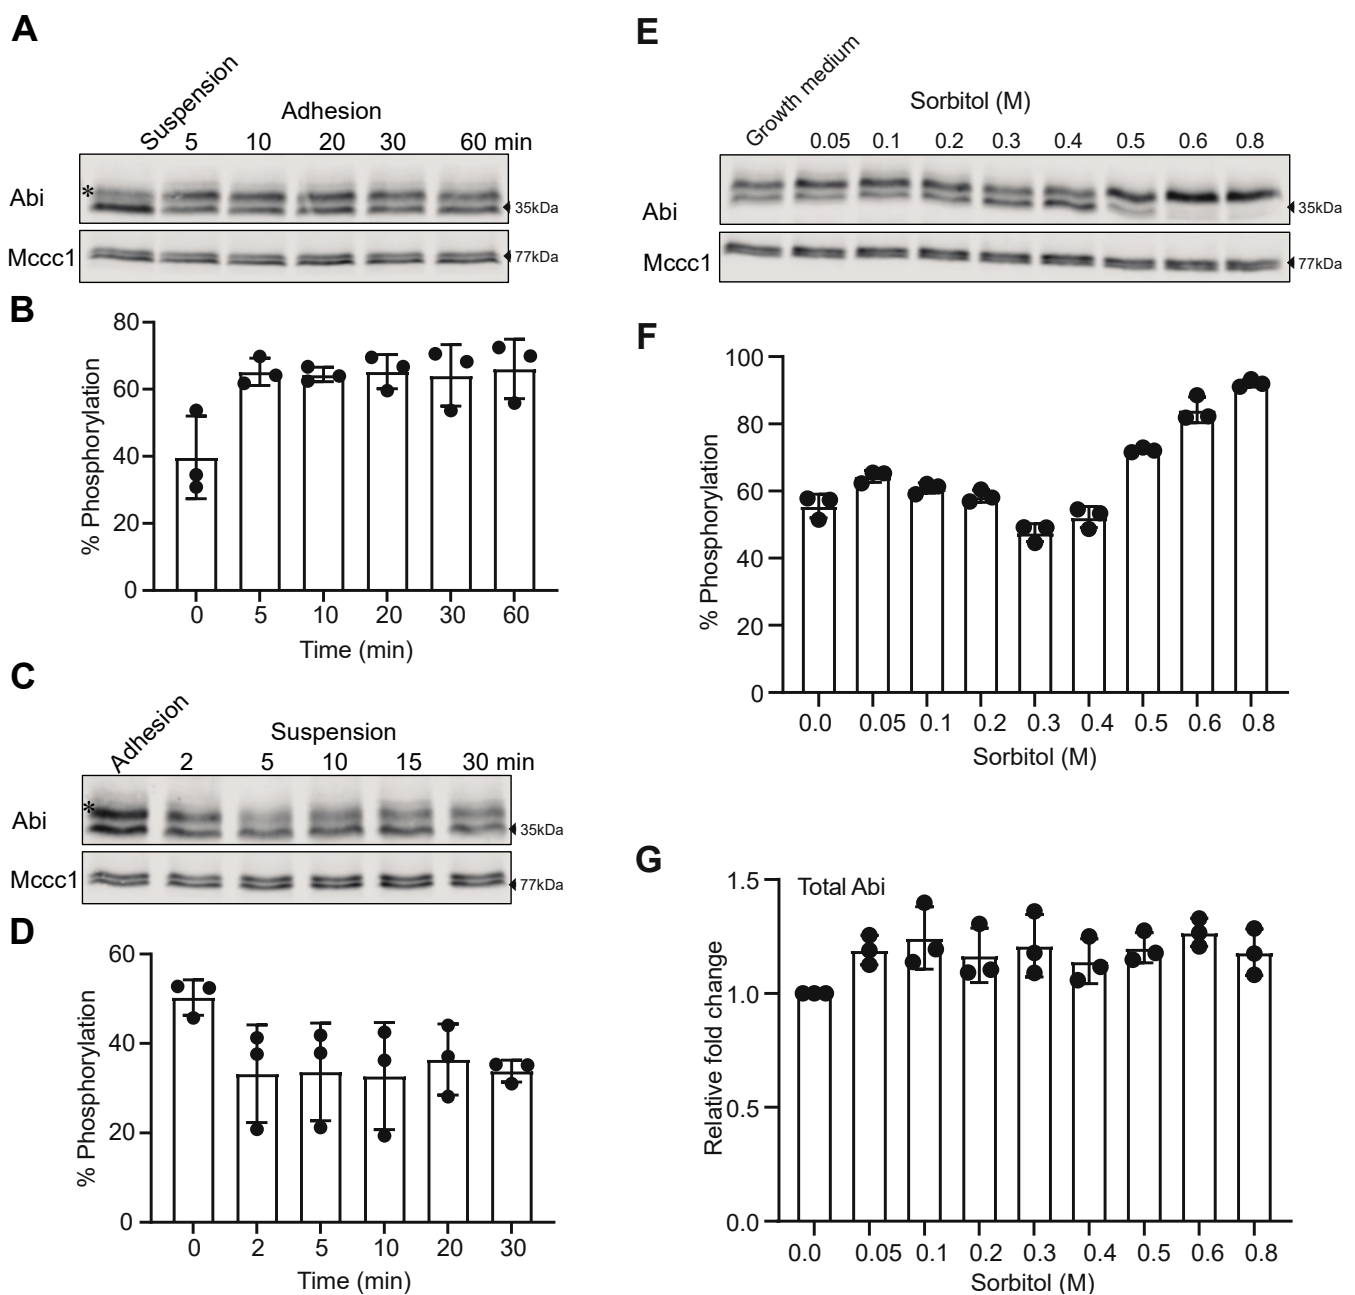 A
Suspension
Adhesion
5 10 20 30 60 min
*
Abi
35kDa
Mccc1
77kDa
B
% Phosphorylation
80
60
40
20
0
0 5 10 20 30 60
Time (min)
C
Adhesion
Suspension
2 5 10 15 30 min
*
Abi
35kDa
Mccc1
77kDa
D
% Phosphorylation
60
40
20
0
0 2 5 10 20 30
Time (min)
E
Growth medium
Sorbitol (M)
0.05 0.1 0.2 0.3 0.4 0.5 0.6 0.8
Abi
35kDa
Mccc1
77kDa
F
% Phosphorylation
100
80
60
40
20
0
0.0 0.05 0.1 0.2 0.3 0.4 0.5 0.6 0.8
Sorbitol (M)
G
Total Abi
Relative fold change
1.5
1.0
0.5
0.0
0.0 0.05 0.1 0.2 0.3 0.4 0.5 0.6 0.8
Sorbitol (M)